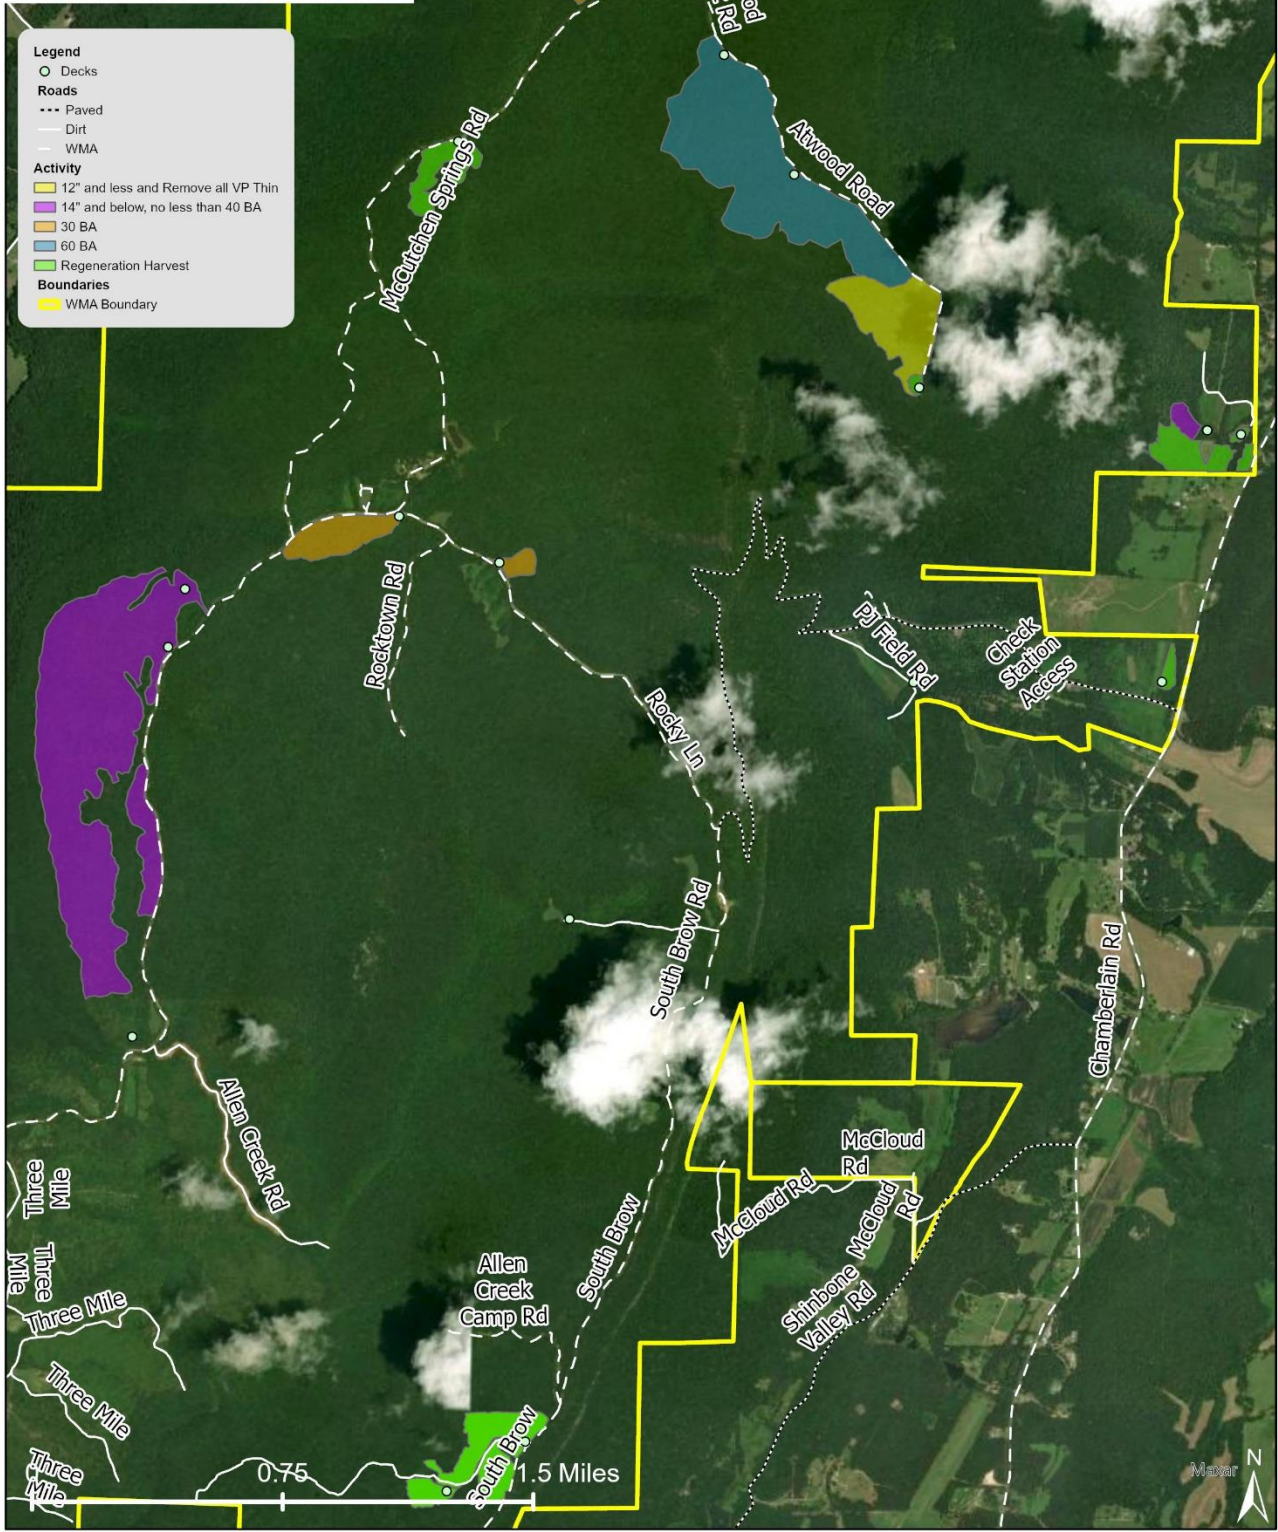 Legend
Decks
Roads
Paved
Dirt
WMA
Activity
12" and less and Remove all VP Thin
14" and below, no less than 40 BA
30 BA
60 BA
Regeneration Harvest
Boundaries
WMA Boundary
Rd
McCutchen Springs Rd
Atwood Road
Rocktown Rd
PJ Field Rd
Check
Station
Access
Rocky Ln
South Brow Rd
Chamberlain Rd
Allen Creek Rd
McCloud
Rd
McCloud Rd
McCloud
Rd
Three
Mile
Three
Mile
Three Mile
Three Mile
Three
Mile
South Brow
Allen
Creek
Camp Rd
Shinbone
Valley Rd
South Brow
0.75
1.5 Miles
Maxar
N